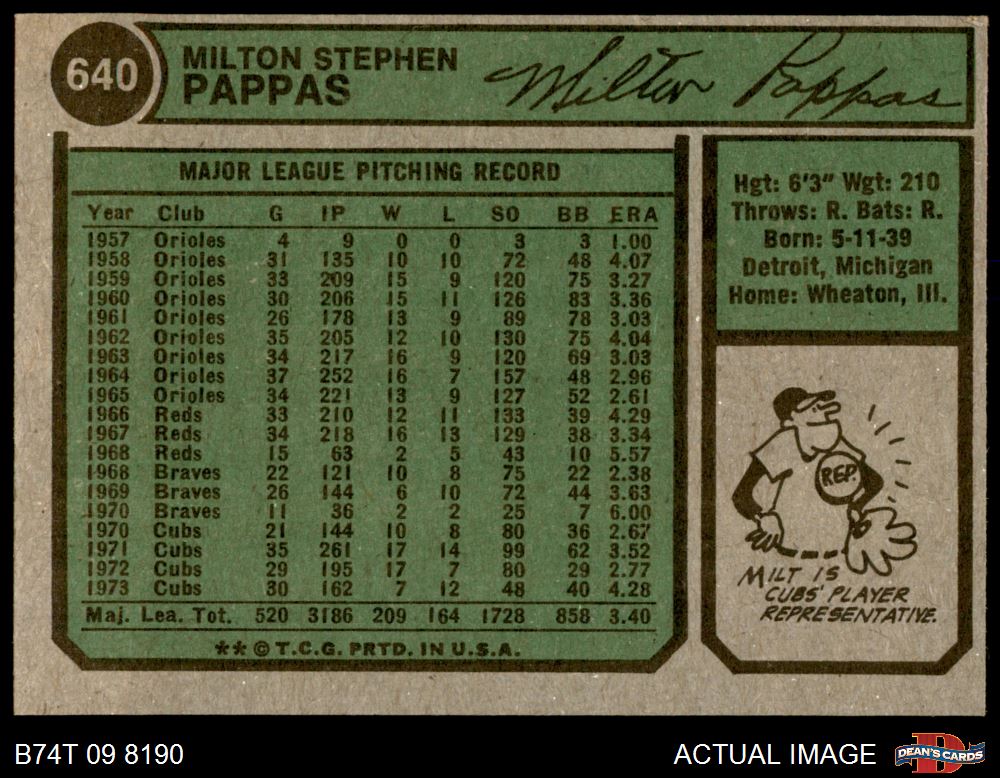 640
MILTON STEPHEN
PAPPAS
Milton Pappas
MAJOR LEAGUE PITCHING RECORD
Year Club G IP W L SO BB ERA
1957 Orioles 4 9 0 0 3 3 1.00
1958 Orioles 31 135 10 10 72 48 4.07
1959 Orioles 33 209 15 9 120 75 3.27
1960 Orioles 30 206 15 11 126 83 3.36
1961 Orioles 26 178 13 9 89 78 3.03
1962 Orioles 35 205 12 10 130 75 4.04
1963 Orioles 34 217 16 9 120 69 3.03
1964 Orioles 37 252 16 7 157 48 2.96
1965 Orioles 34 221 13 9 127 52 2.61
1966 Reds 33 210 12 11 133 39 4.29
1967 Reds 34 218 16 13 129 38 3.34
1968 Reds 15 63 2 5 43 10 5.57
1968 Braves 22 121 10 8 75 22 2.38
1969 Braves 26 144 6 10 72 44 3.63
1970 Braves 11 36 2 2 25 7 6.00
1970 Cubs 21 144 10 8 80 36 2.67
1971 Cubs 35 261 17 14 99 62 3.52
1972 Cubs 29 195 17 7 80 29 2.77
1973 Cubs 30 162 7 12 48 40 4.28
Maj. Lea. Tot. 520 3186 209 164 1728 858 3.40
**©T.C.G. PRTD. IN U.S.A.
Hgt: 6'3" Wgt: 210
Throws: R. Bats: R.
Born: 5-11-39
Detroit, Michigan
Home: Wheaton, Ill.
REP.
MILT IS
CUBS' PLAYER
REPRESENTATIVE.
B74T 09 8190
ACTUAL IMAGE
DEAN'S CARDS